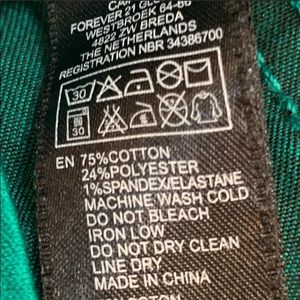 FOREVER 21
WESTBROEK 64-66
4822 ZW BREDA
THE NETHERLANDS
REGISTRATION NBR 34386700
30
30
EN 75%COTTON
24%POLYESTER
1%SPANDEX/ELASTANE
MACHINE WASH COLD
DO NOT BLEACH
IRON LOW
DO NOT DRY CLEAN
LINE DRY
MADE IN CHINA